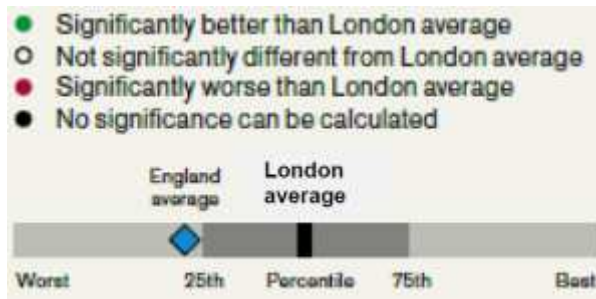 Significantly better than London average
Not significantly different from London average
Significantly worse than London average
No significance can be calculated
England London
average average
Worst 25th Percentile 75th Best